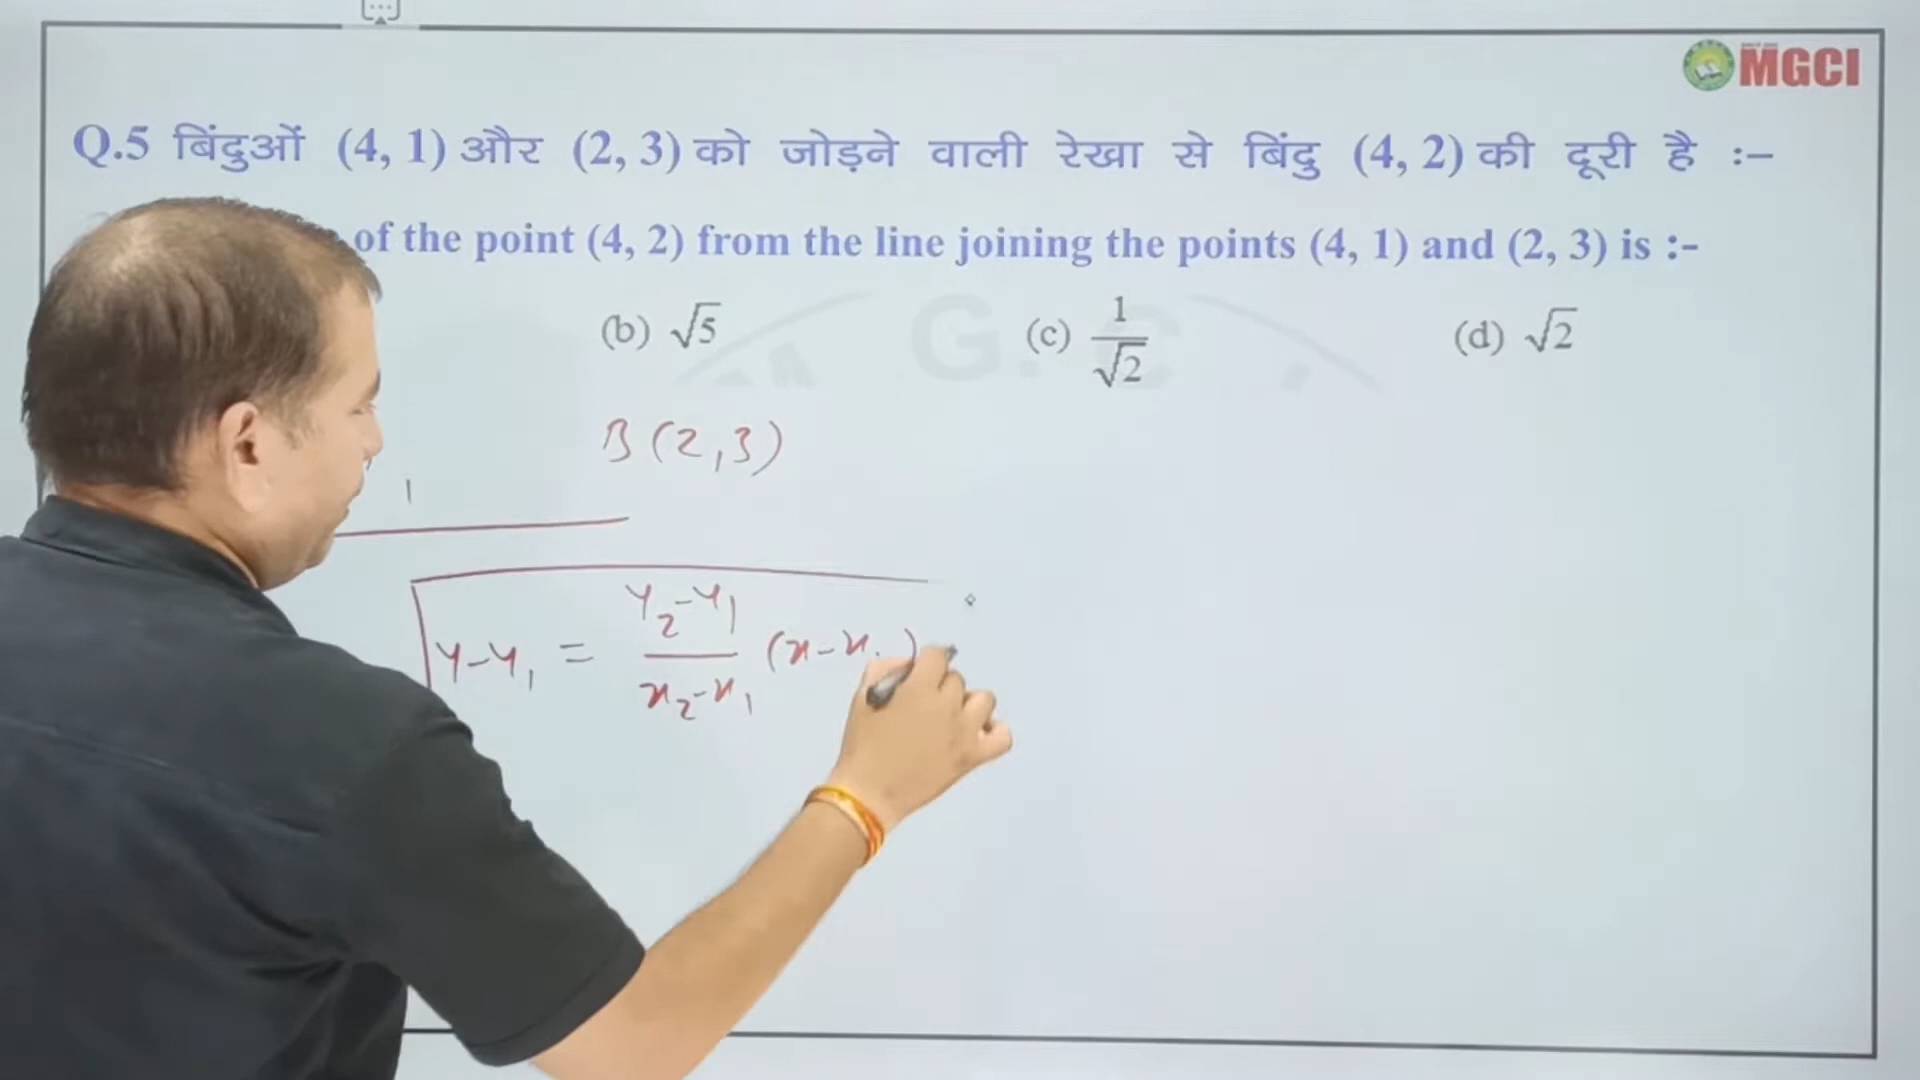 MGCI
Q.5 बिंदुओं (4, 1) और (2, 3) को जोड़ने वाली रेखा से बिंदु (4, 2) की दूरी है :–
of the point (4, 2) from the line joining the points (4, 1) and (2, 3) is :-
(b) √5 (c) 1/√2 (d) √2
B (2,3)
y-y₁ = (y₂-y₁)/(x₂-x₁) (x-x₁)